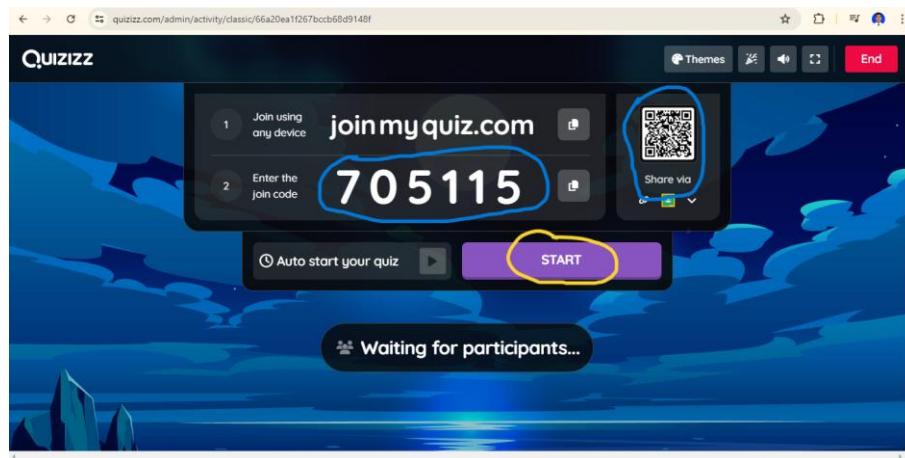 quizizz.com/admin/activity/classic/66a20ea1f267bccb68d9148f
QUIZIZZ
Themes
End
1 Join using any device joinmyquiz.com
2 Enter the join code 705115
Share via
Auto start your quiz
START
Waiting for participants...